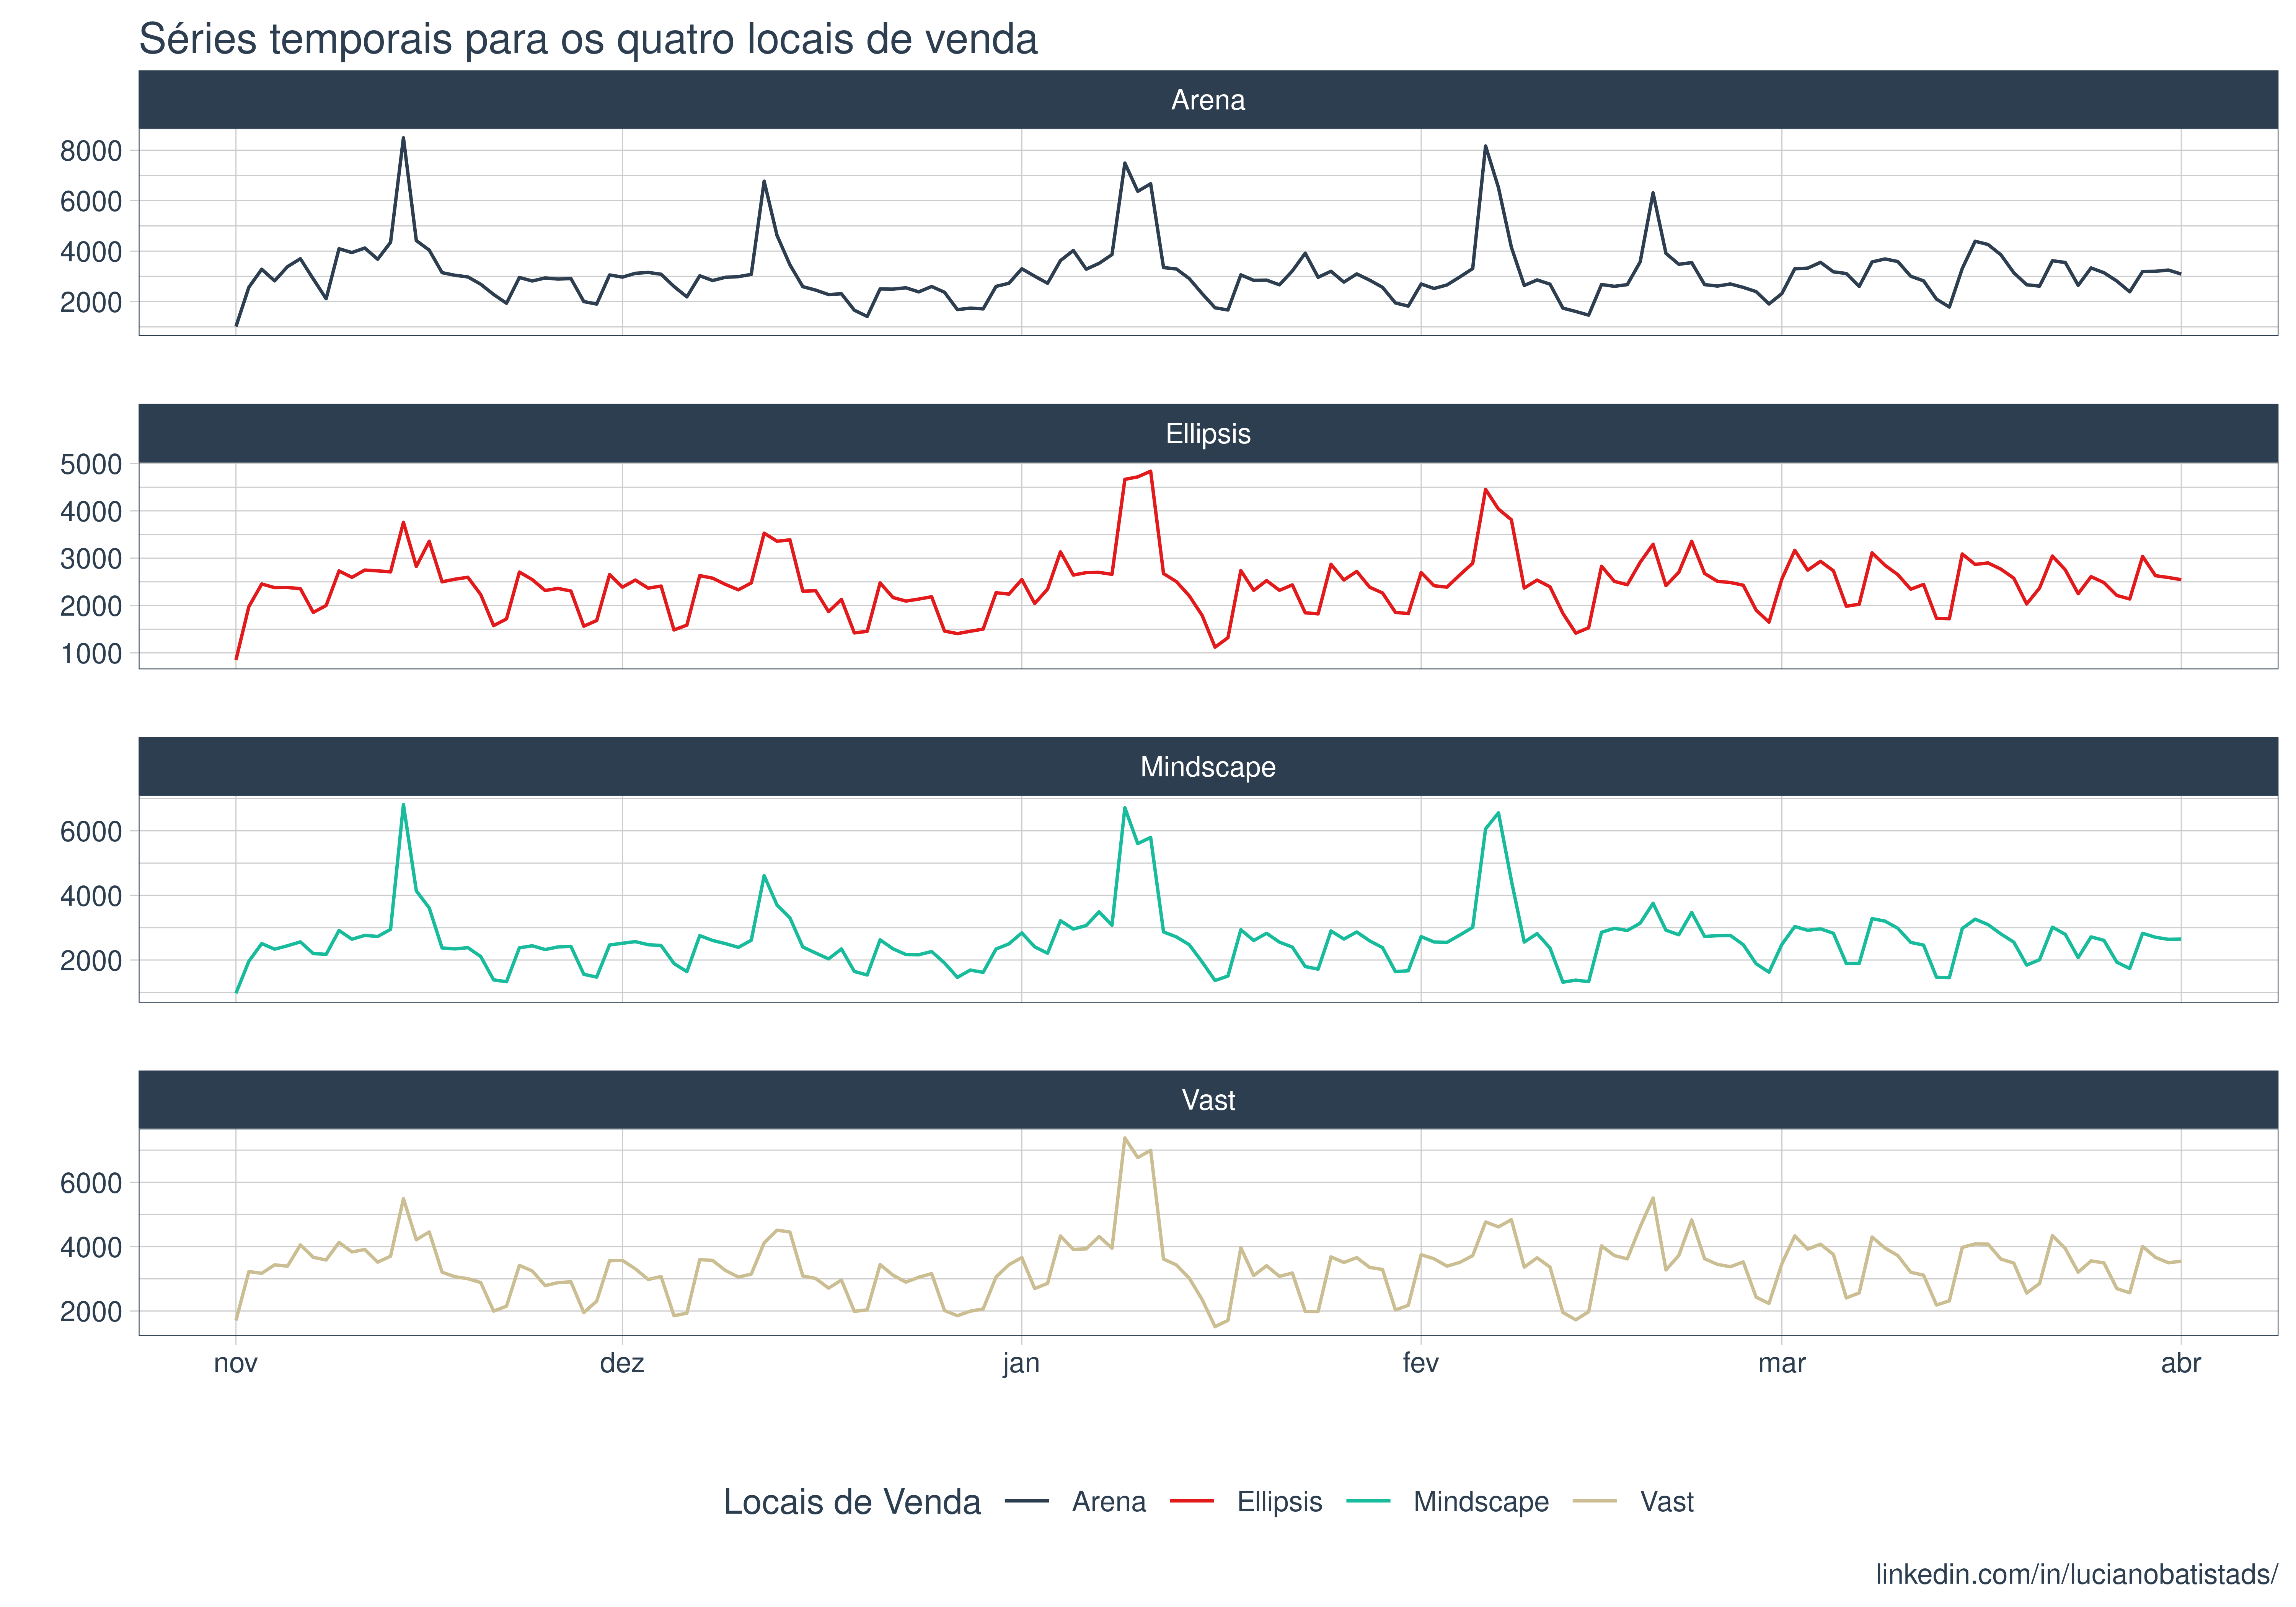 Séries temporais para os quatro locais de venda
Arena
8000
6000
4000
2000
Ellipsis
5000
4000
3000
2000
1000
Mindscape
6000
4000
2000
Vast
6000
4000
2000
nov dez jan fev mar abr
Locais de Venda Arena Ellipsis Mindscape Vast
linkedin.com/in/lucianobatistads/